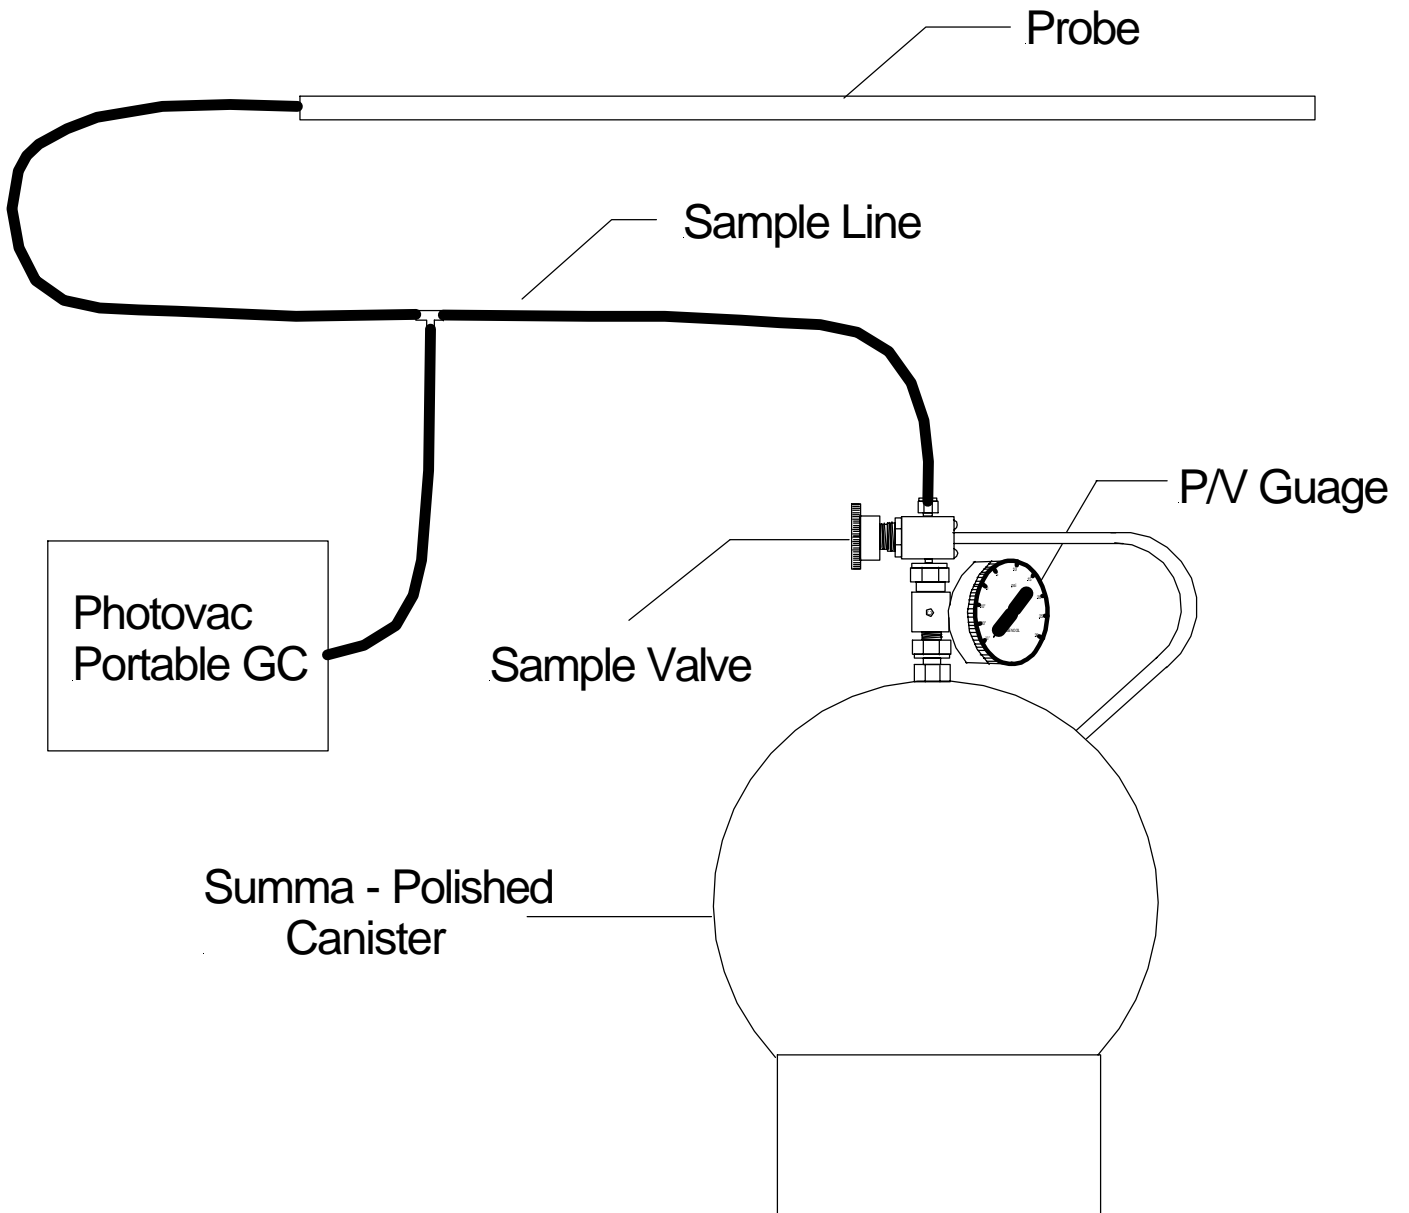 Probe
Sample Line
P/V Guage
Photovac
Portable GC
Sample Valve
Summa - Polished
Canister